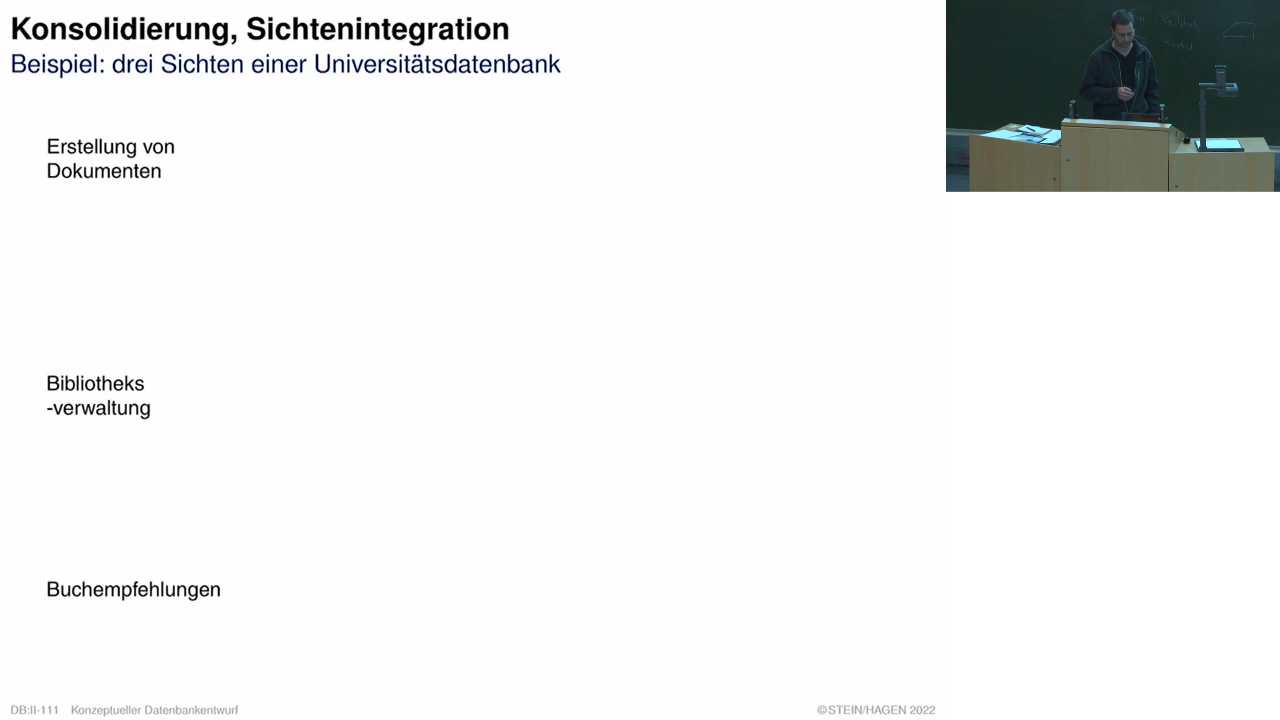 Konsolidierung, Sichtenintegration
Beispiel: drei Sichten einer Universitätsdatenbank
Erstellung von
Dokumenten
Bibliotheks
-verwaltung
Buchempfehlungen
DB:II-111 Konzeptueller Datenbankentwurf
©STEIN/HAGEN 2022